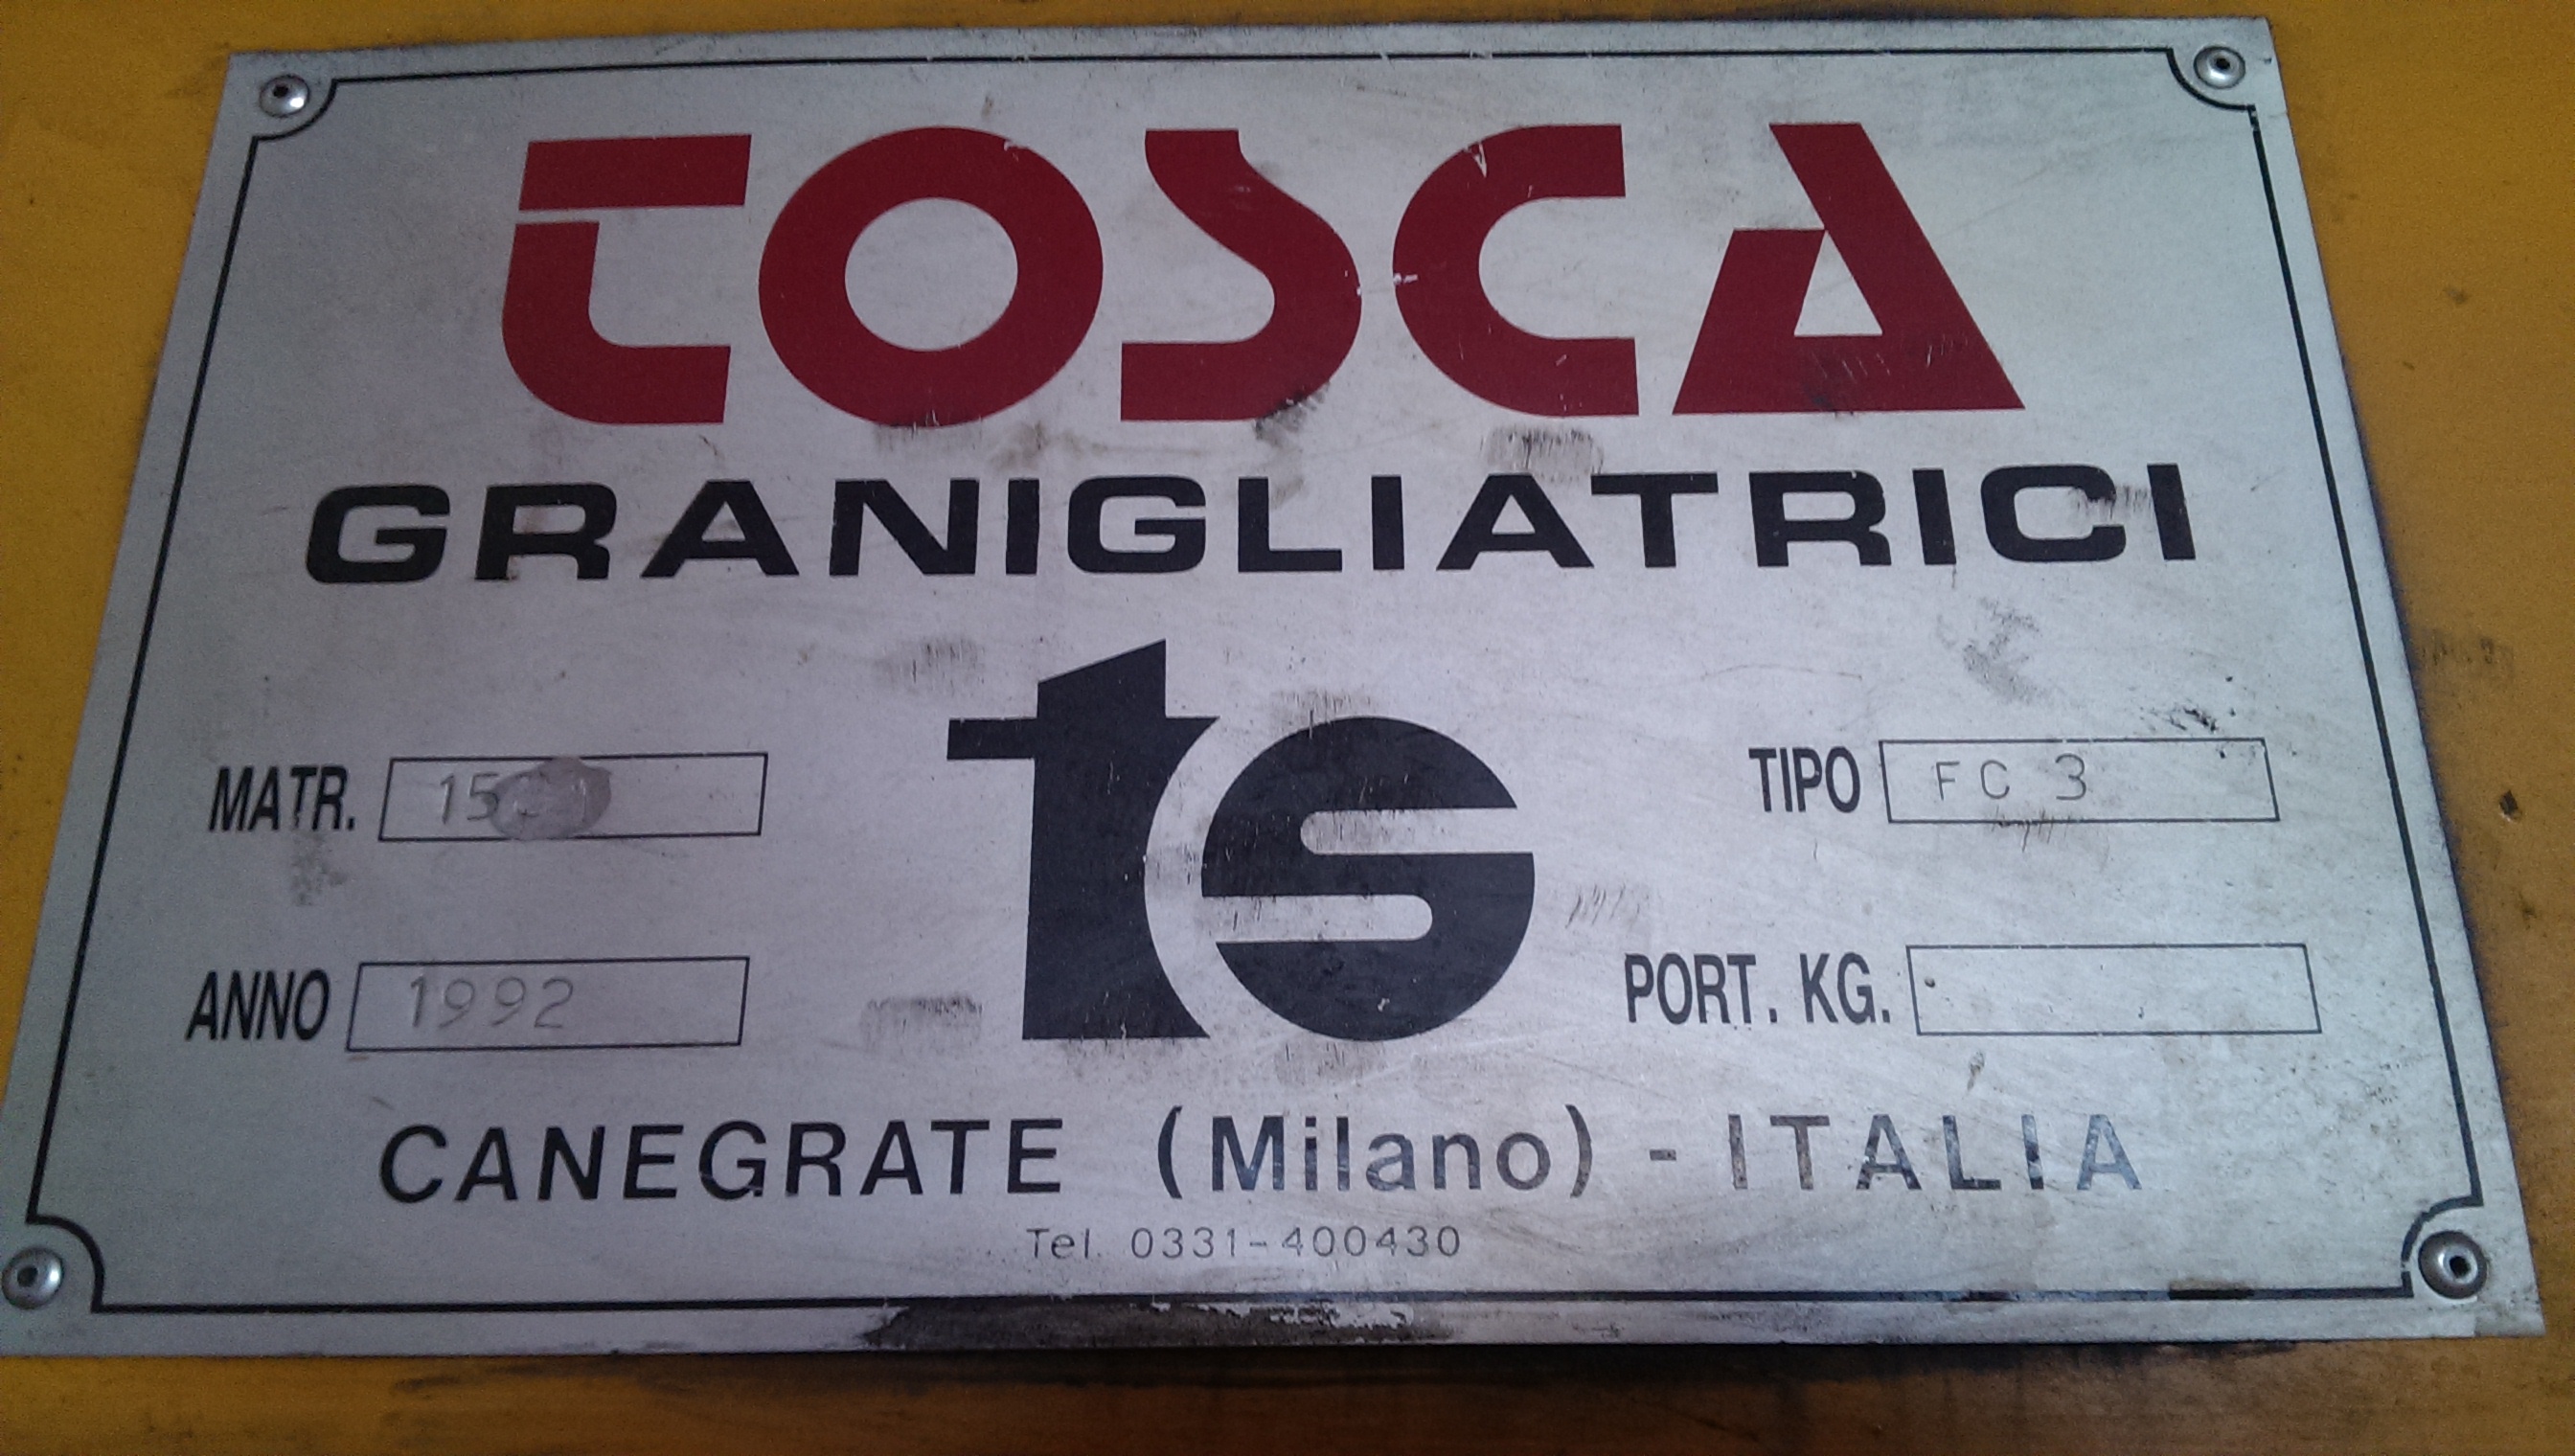 TOSCA
GRANIGLIATRICI
ts
MATR.
TIPO FC 3
ANNO 1992
PORT. KG.
CANEGRATE (Milano) - ITALIA
Tel. 0331-400430